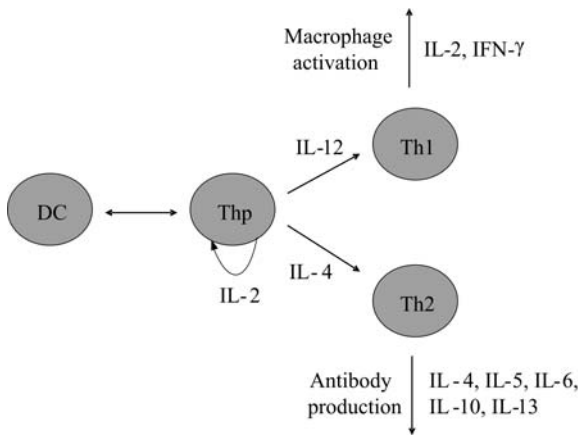 Macrophage
activation
IL-2, IFN-γ
Th1
IL-12
DC
Thp
IL-2
IL-4
Th2
Antibody
production
IL-4, IL-5, IL-6,
IL-10, IL-13